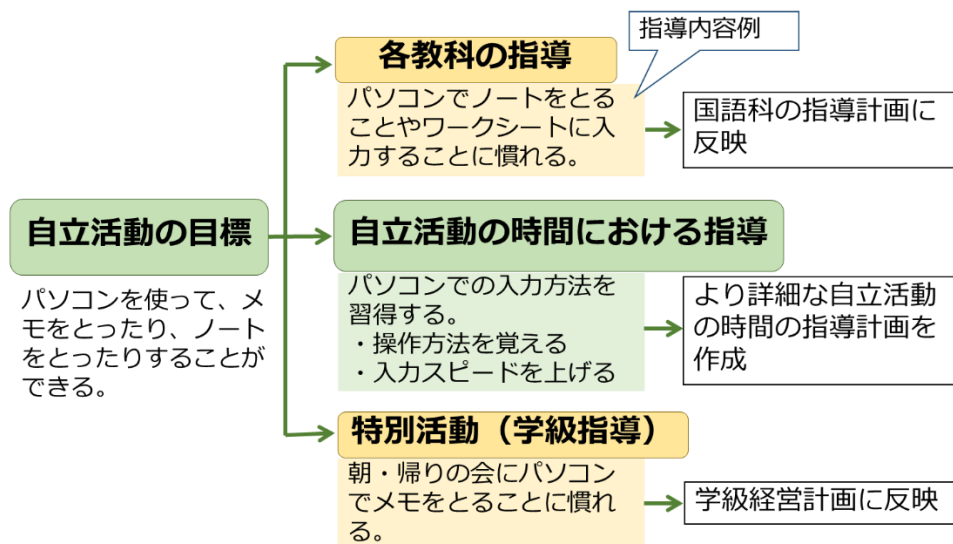 指導内容例
各教科の指導
パソコンでノートをとる
ことやワークシートに入
力することに慣れる。
国語科の指導計画に
反映
自立活動の目標
パソコンを使って、メ
モをとったり、ノート
をとったりすることが
できる。
自立活動の時間における指導
パソコンでの入力方法を
習得する。
・操作方法を覚える
・入力スピードを上げる
より詳細な自立活動
の時間の指導計画を
作成
特別活動（学級指導）
朝・帰りの会にパソコン
でメモをとることに慣れ
る。
学級経営計画に反映